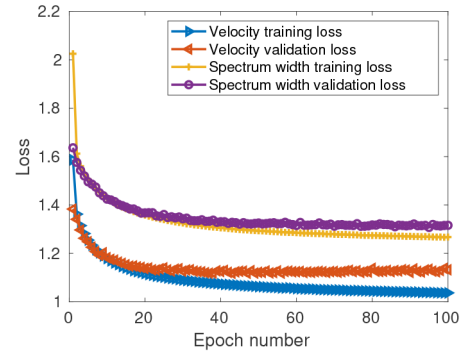 2.2
2
1.8
1.6
1.4
1.2
1
Loss
Velocity training loss
Velocity validation loss
Spectrum width training loss
Spectrum width validation loss
0 20 40 60 80 100
Epoch number